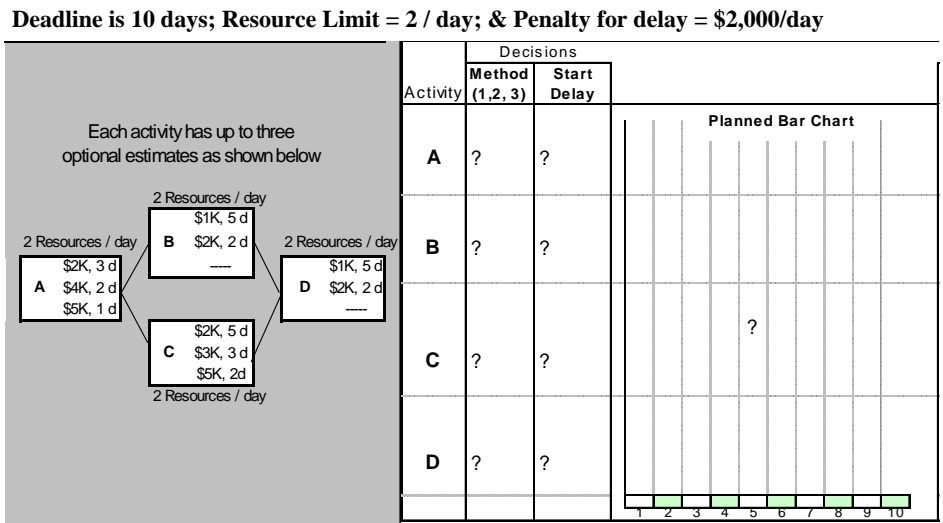 Deadline is 10 days; Resource Limit = 2 / day; & Penalty for delay = $2,000/day
Each activity has up to three
optional estimates as shown below
2 Resources / day
$1K, 5 d
B $2K, 2 d
-----
2 Resources / day
$2K, 3 d
A $4K, 2 d
$5K, 1 d
2 Resources / day
$1K, 5 d
D $2K, 2 d
-----
$2K, 5 d
C $3K, 3 d
$5K, 2d
2 Resources / day
Decisions
Activity Method (1,2, 3) Start Delay
Planned Bar Chart
A ? ?
B ? ?
?
C ? ?
D ? ?
1 2 3 4 5 6 7 8 9 10